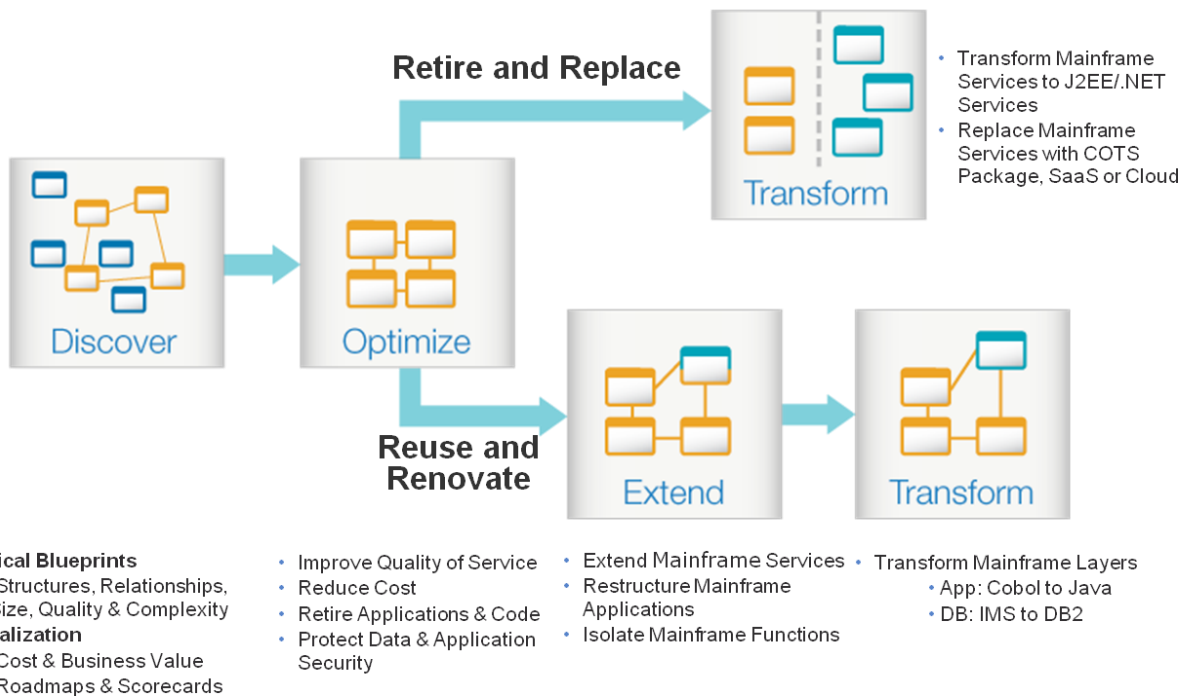 Retire and Replace
Transform
• Transform Mainframe
Services to J2EE/.NET
Services
• Replace Mainframe
Services with COTS
Package, SaaS or Cloud
Discover
Optimize
Reuse and
Renovate
Extend
Transform
ical Blueprints
Structures, Relationships,
ize, Quality & Complexity
alization
Cost & Business Value
Roadmaps & Scorecards
• Improve Quality of Service
• Reduce Cost
• Retire Applications & Code
• Protect Data & Application
Security
• Extend Mainframe Services
• Restructure Mainframe
Applications
• Isolate Mainframe Functions
• Transform Mainframe Layers
• App: Cobol to Java
• DB: IMS to DB2